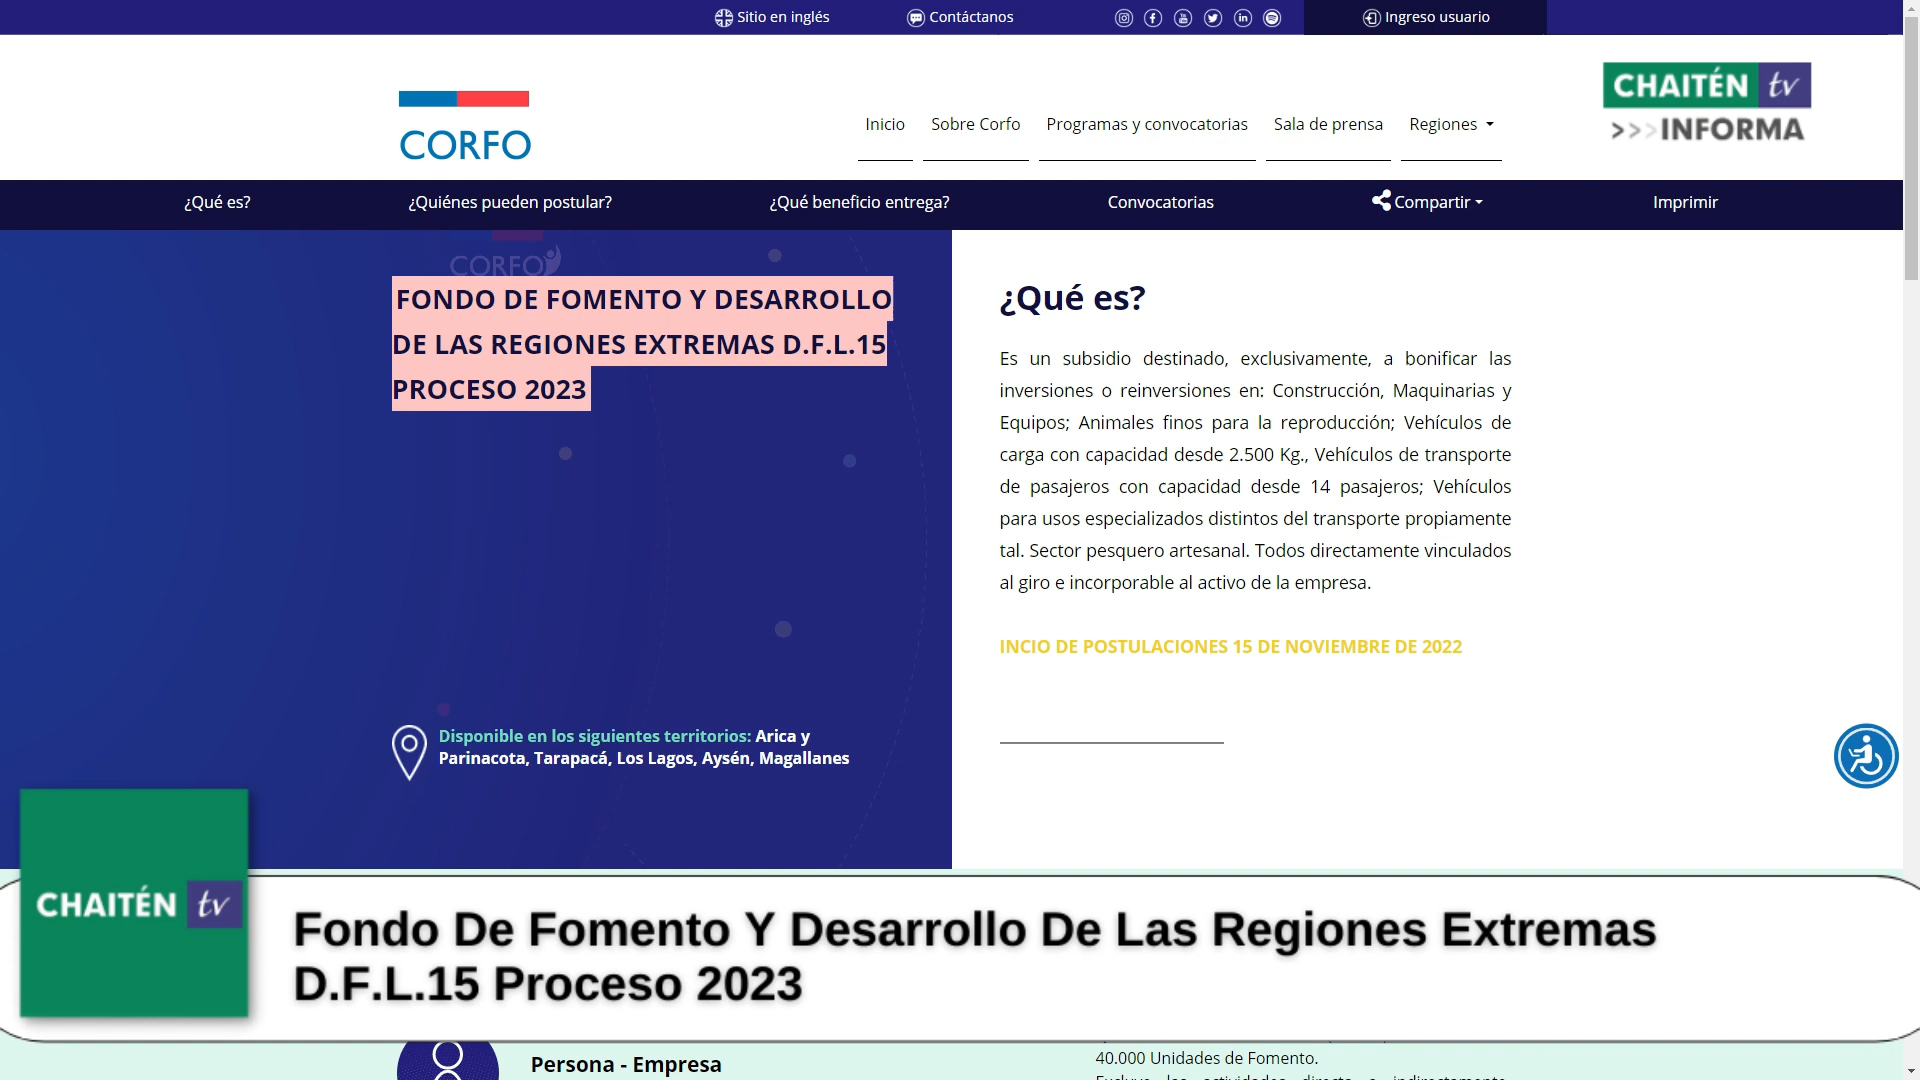 Sitio en inglés
Contáctanos
Ingreso usuario
CORFO
Inicio
Sobre Corfo
Programas y convocatorias
Sala de prensa
Regiones
CHAITÉN tv
>>>INFORMA
¿Qué es?
¿Quiénes pueden postular?
¿Qué beneficio entrega?
Convocatorias
Compartir
Imprimir
CORFO
FONDO DE FOMENTO Y DESARROLLO
DE LAS REGIONES EXTREMAS D.F.L.15
PROCESO 2023
Disponible en los siguientes territorios: Arica y
Parinacota, Tarapacá, Los Lagos, Aysén, Magallanes
¿Qué es?
Es un subsidio destinado, exclusivamente, a bonificar las
inversiones o reinversiones en: Construcción, Maquinarias y
Equipos; Animales finos para la reproducción; Vehículos de
carga con capacidad desde 2.500 Kg., Vehículos de transporte
de pasajeros con capacidad desde 14 pasajeros; Vehículos
para usos especializados distintos del transporte propiamente
tal. Sector pesquero artesanal. Todos directamente vinculados
al giro e incorporable al activo de la empresa.
INCIO DE POSTULACIONES 15 DE NOVIEMBRE DE 2022
CHAITÉN tv
Fondo De Fomento Y Desarrollo De Las Regiones Extremas
D.F.L.15 Proceso 2023
Persona - Empresa
40.000 Unidades de Fomento.